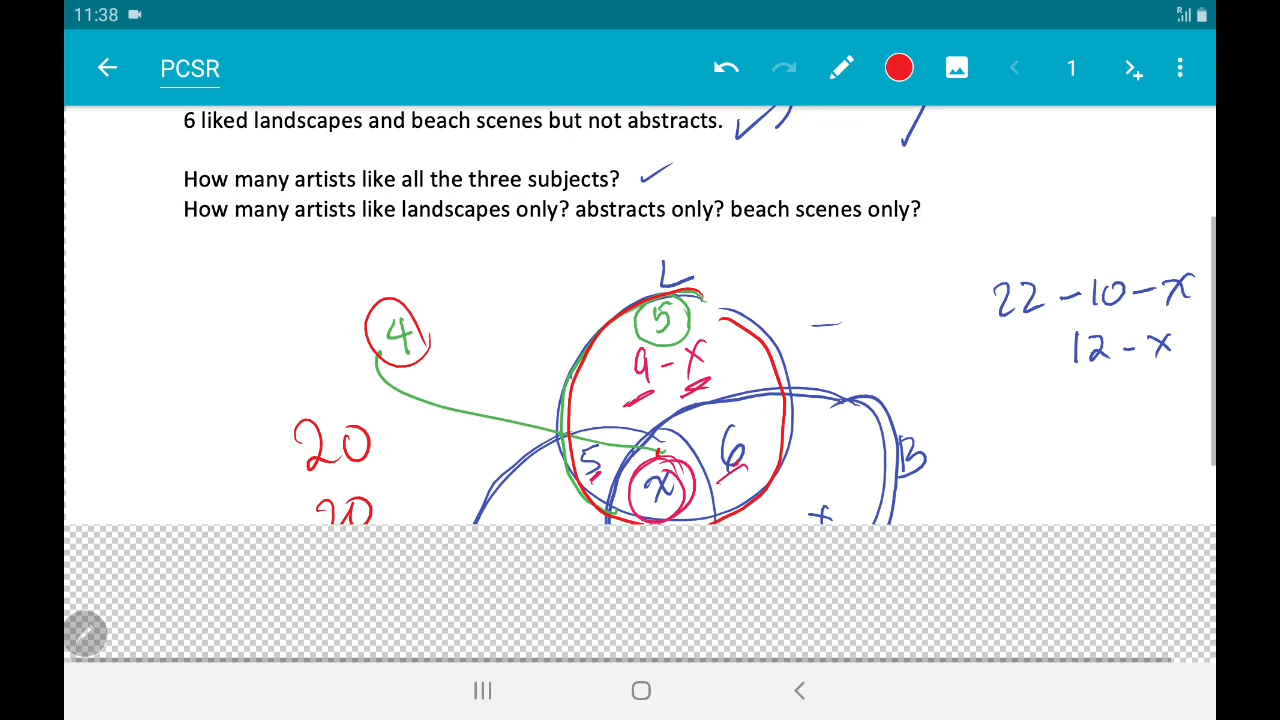 11:38
R
PCSR
1
6 liked landscapes and beach scenes but not abstracts.
How many artists like all the three subjects?
How many artists like landscapes only? abstracts only? beach scenes only?
L
22 - 10 - x
12 - x
4
5
9 - x
20
5
6
B
x
20